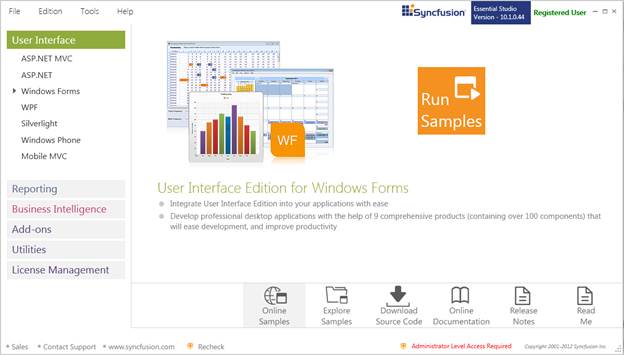 File Edition Tools Help
Syncfusion
Essential Studio
Version - 10.1.0.44
Registered User
User Interface
ASP.NET MVC
ASP.NET
Windows Forms
WPF
Silverlight
Windows Phone
Mobile MVC
Reporting
Business Intelligence
Add-ons
Utilities
License Management
WF
Run
Samples
User Interface Edition for Windows Forms
Integrate User Interface Edition into your applications with ease
Develop professional desktop applications with the help of 9 comprehensive products (containing over 100 components) that
will ease development, and improve productivity
Online
Samples
Explore
Samples
Download
Source Code
Online
Documentation
Release
Notes
Read
Me
Sales Contact Support www.syncfusion.com Recheck
Administrator Level Access Required
Copyright 2001-2012 Syncfusion Inc